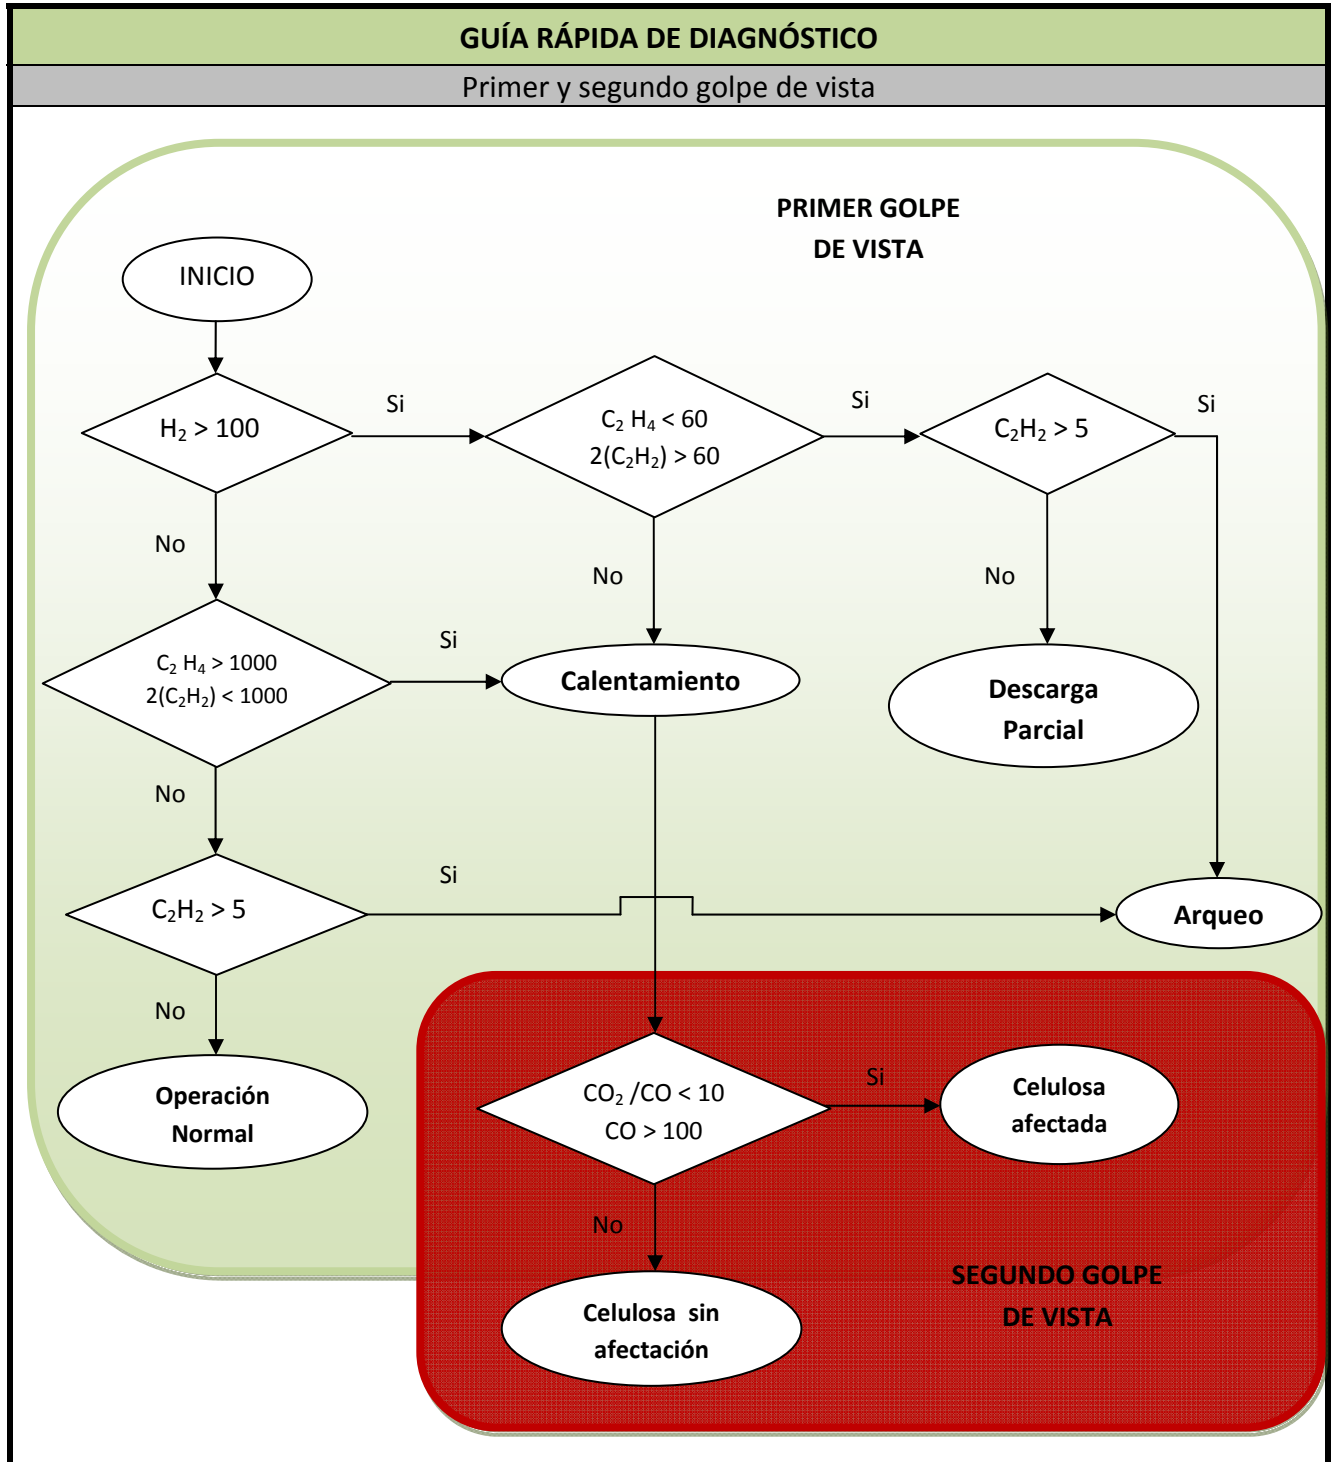 GUÍA RÁPIDA DE DIAGNÓSTICO
Primer y segundo golpe de vista
PRIMER GOLPE
DE VISTA
INICIO
H₂ > 100
Si
C₂ H₄ < 60
2(C₂H₂) > 60
Si
C₂H₂ > 5
Si
No
No
No
C₂ H₄ > 1000
2(C₂H₂) < 1000
Si
Calentamiento
Descarga
Parcial
No
C₂H₂ > 5
Si
Arqueo
No
Operación
Normal
CO₂ /CO < 10
CO > 100
Si
Celulosa
afectada
No
Celulosa sin
afectación
SEGUNDO GOLPE
DE VISTA